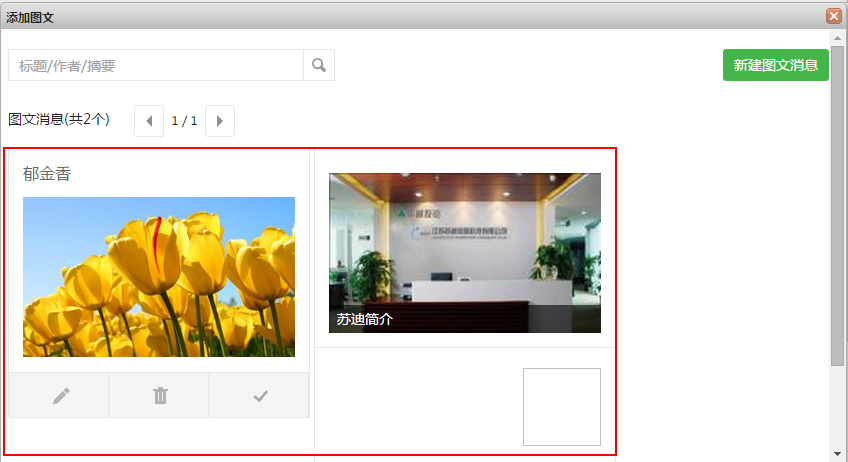 添加图文
标题/作者/摘要
新建图文消息
图文消息(共2个)
1 / 1
郁金香
苏迪简介